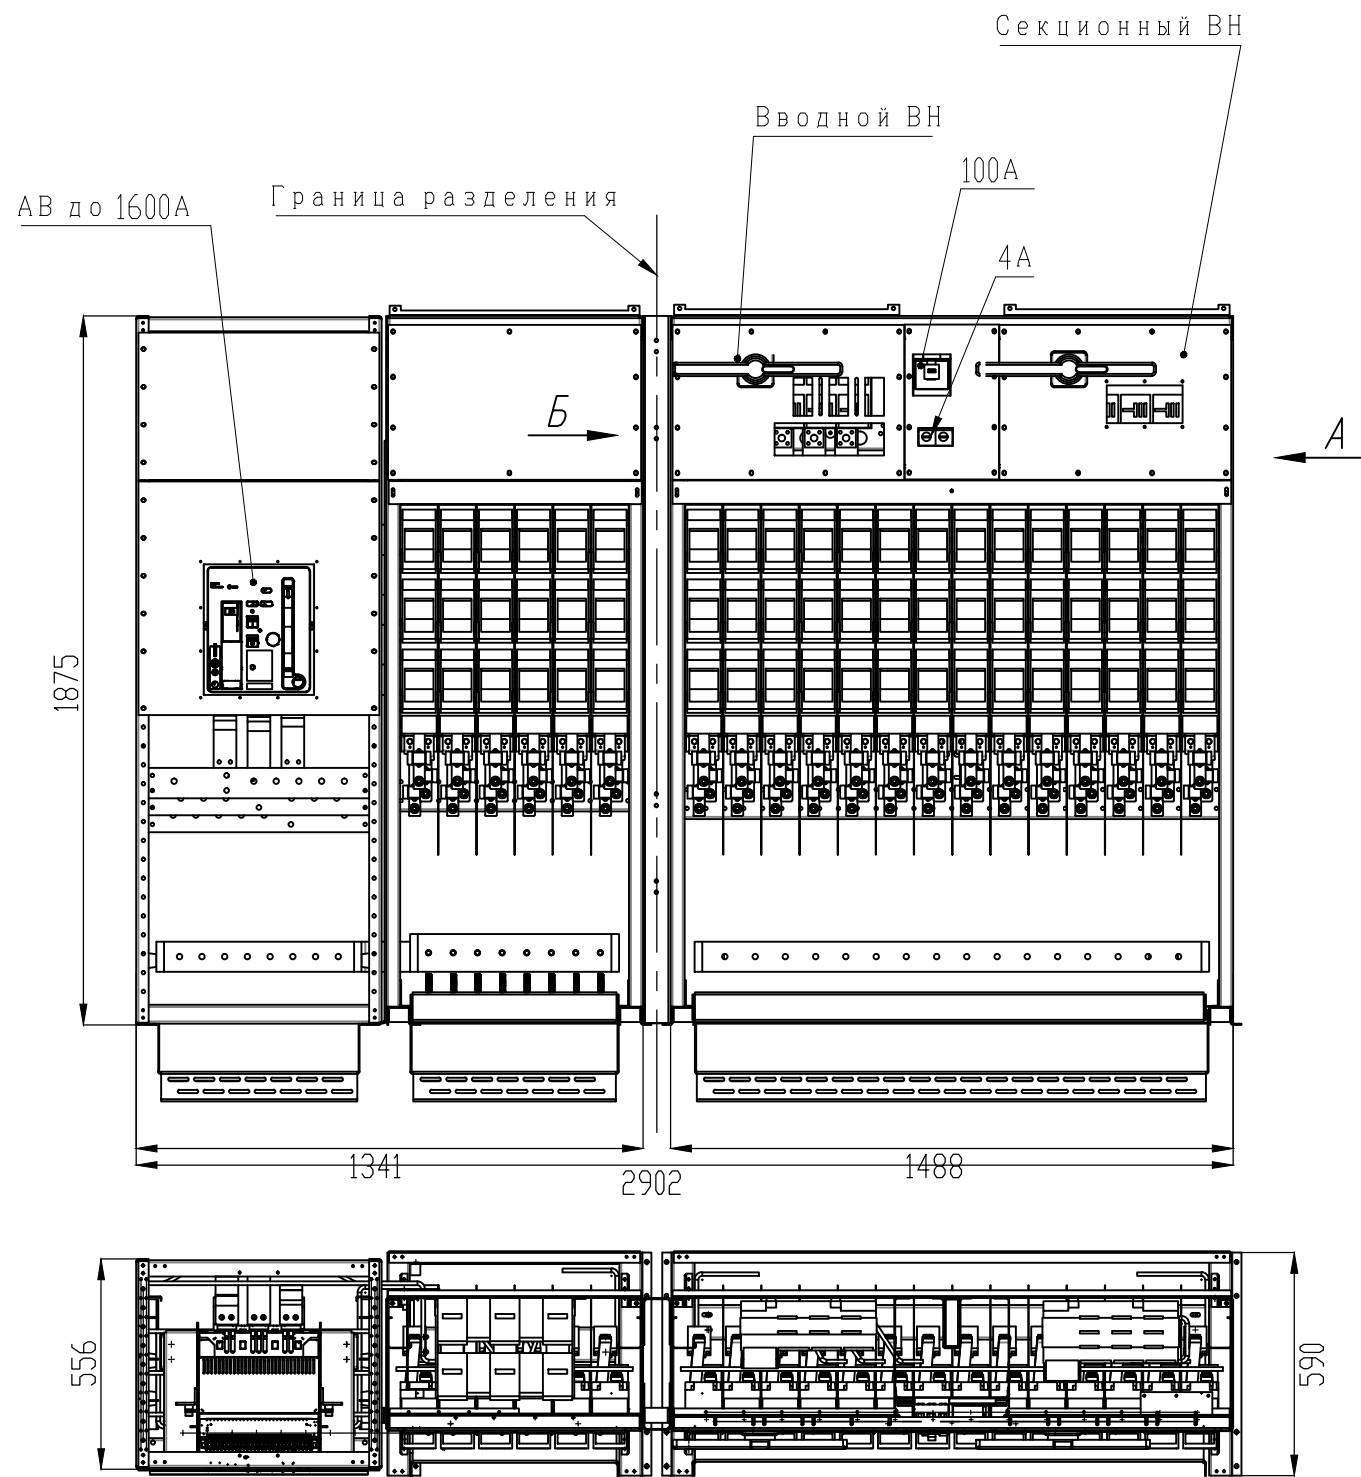 Секционный ВН
Вводной ВН
100А
Граница разделения
АВ до 1600А
4А
Б
А
1875
1341
1488
2902
556
590